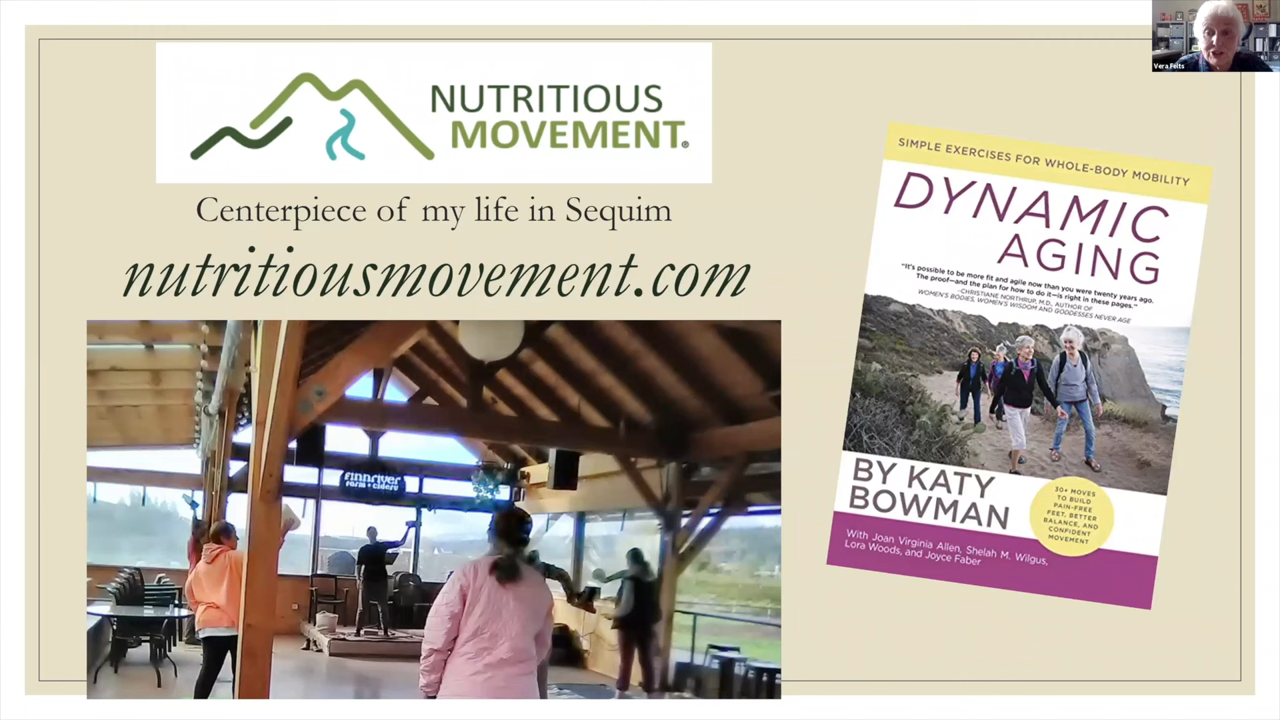 NUTRITIOUS
MOVEMENT®
Centerpiece of my life in Sequim
nutritiousmovement.com
finnriver
farm + cidery
SIMPLE EXERCISES FOR WHOLE-BODY MOBILITY
DYNAMIC
AGING
"It's possible to be more fit and agile now than you were twenty years ago.
The proof—and the plan for how to do it—is right in these pages."
-CHRISTIANE NORTHRUP, M.D., AUTHOR OF
WOMEN'S BODIES, WOMEN'S WISDOM AND GODDESSES NEVER AGE
BY KATY
BOWMAN
30+ MOVES
TO BUILD
PAIN-FREE
FEET, BETTER
BALANCE, AND
CONFIDENT
MOVEMENT
With Joan Virginia Allen, Shelah M. Wilgus,
Lora Woods, and Joyce Faber
Vera Felts